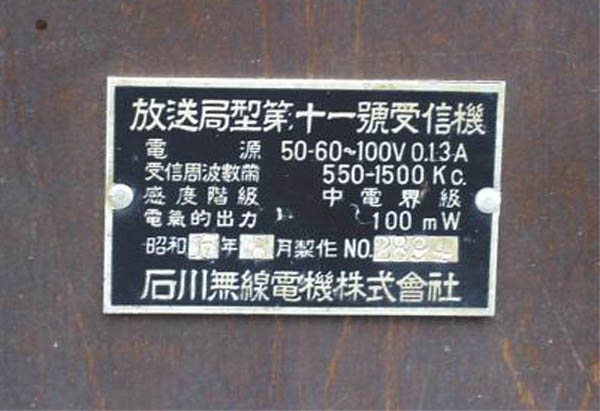 放送局型第十一號受信機
電源 50-60~100V 0.13A
受信周波數範 550-1500 Kc.
感度階級 中電界級
電氣的出力 100 mW
昭和 年 月製作 NO.2894
石川無線電機株式會社